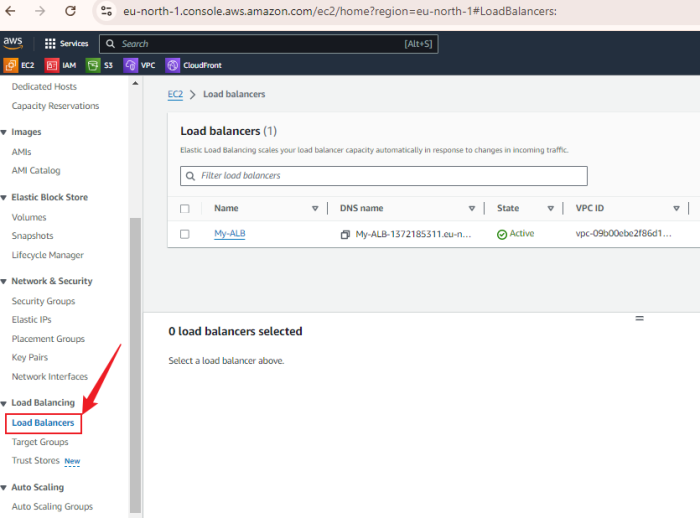 eu-north-1.console.aws.amazon.com/ec2/home?region=eu-north-1#LoadBalancers:
aws
Services
Search
[Alt+S]
EC2
IAM
S3
VPC
CloudFront
Dedicated Hosts
Capacity Reservations
Images
AMIs
AMI Catalog
Elastic Block Store
Volumes
Snapshots
Lifecycle Manager
Network & Security
Security Groups
Elastic IPs
Placement Groups
Key Pairs
Network Interfaces
Load Balancing
Load Balancers
Target Groups
Trust Stores New
Auto Scaling
Auto Scaling Groups
EC2 > Load balancers
Load balancers (1)
Elastic Load Balancing scales your load balancer capacity automatically in response to changes in incoming traffic.
Filter load balancers
Name DNS name State VPC ID
My-ALB My-ALB-1372185311.eu-n... Active vpc-09b00ebe2f86d1...
0 load balancers selected
Select a load balancer above.